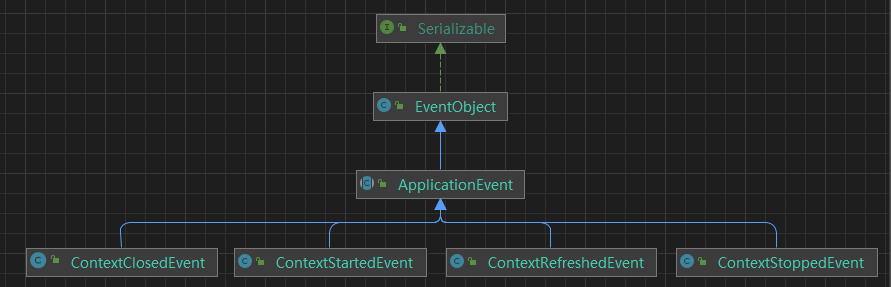 Serializable
EventObject
ApplicationEvent
ContextClosedEvent
ContextStartedEvent
ContextRefreshedEvent
ContextStoppedEvent